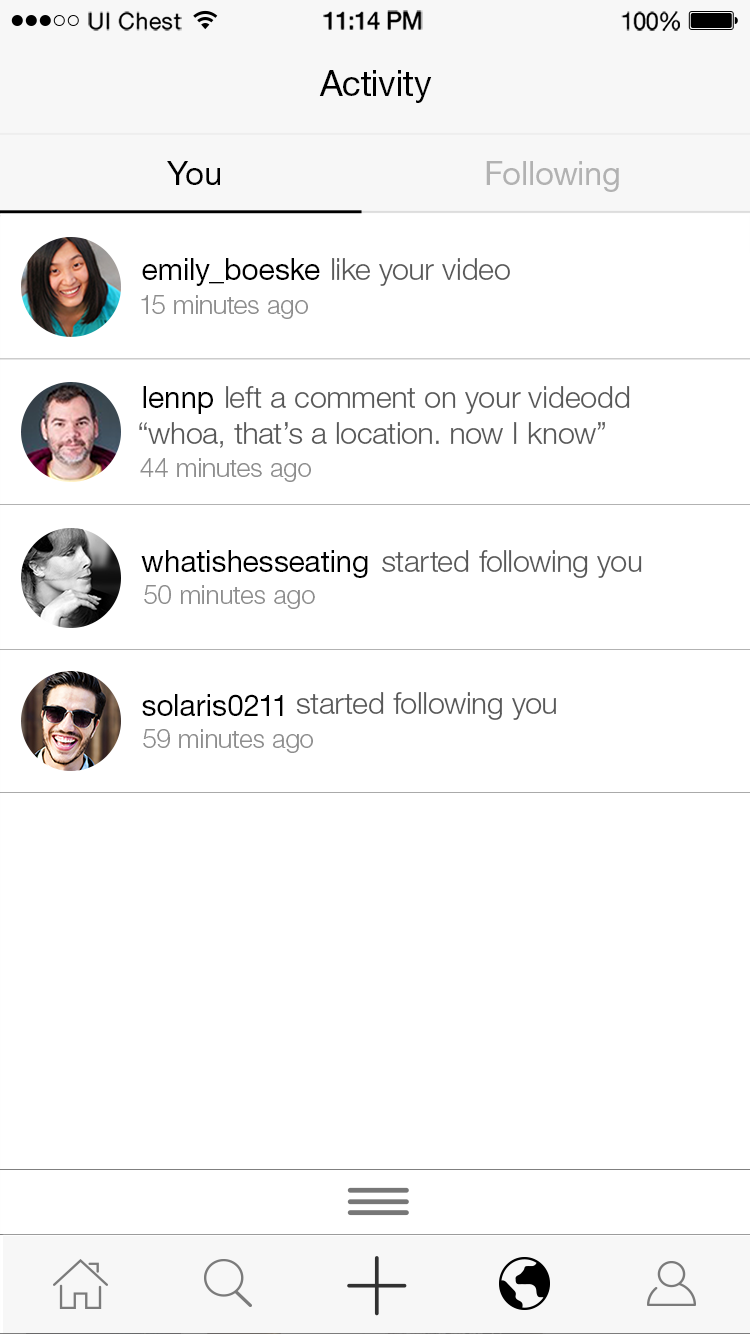 UI Chest 11:14 PM 100%
Activity
You Following
emily_boeske like your video
15 minutes ago
lennp left a comment on your videodd
“whoa, that’s a location. now I know”
44 minutes ago
whatishesseating started following you
50 minutes ago
solaris0211 started following you
59 minutes ago